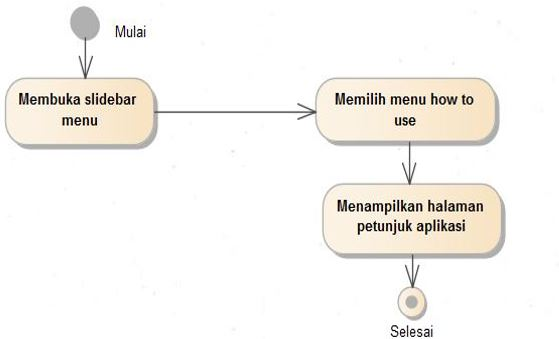 Mulai
Membuka slidebar
menu
Memilih menu how to
use
Menampilkan halaman
petunjuk aplikasi
Selesai